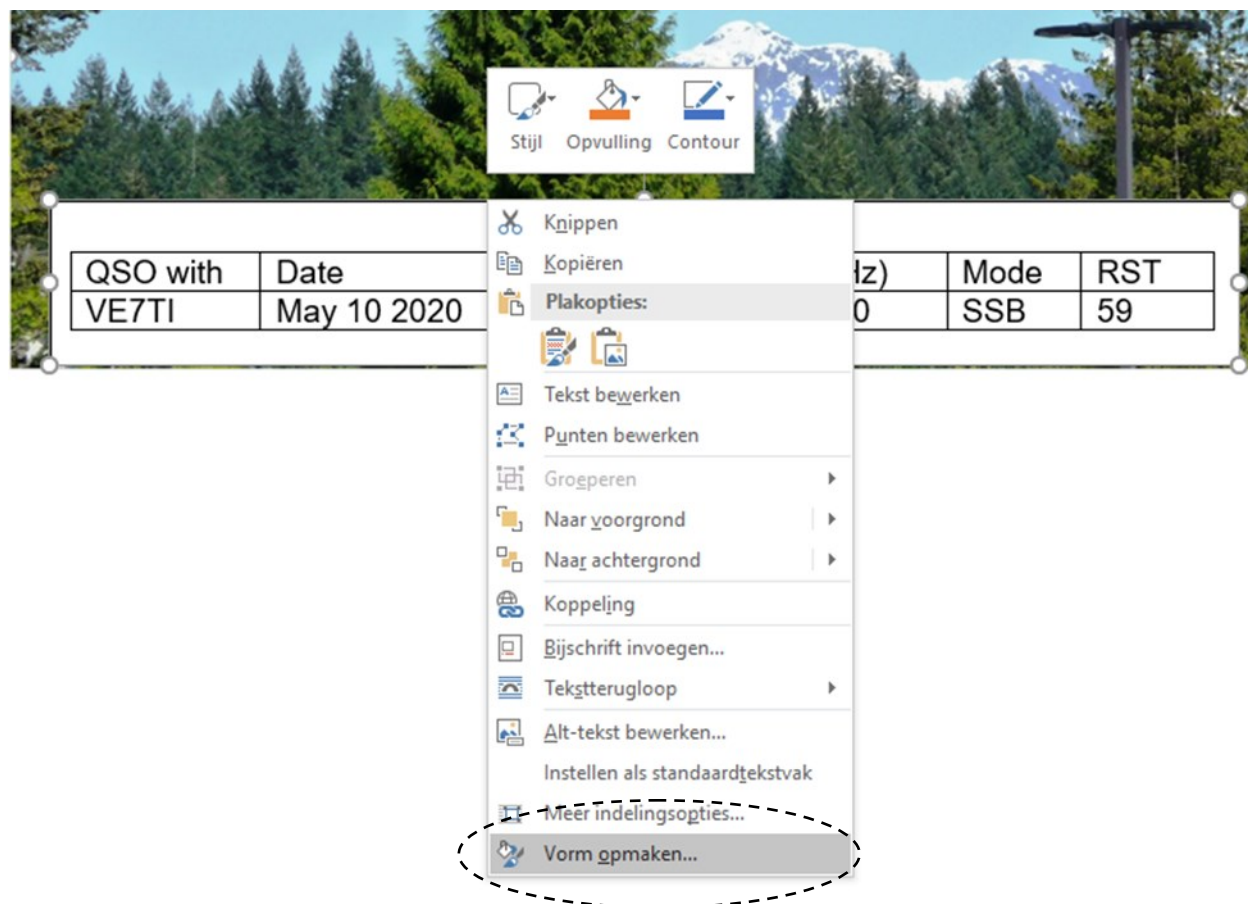 Stijl Opvulling Contour
QSO with Date Hz) Mode RST
VE7TI May 10 2020 0 SSB 59
Knippen
Kopiëren
Plakopties:
Tekst bewerken
Punten bewerken
Groeperen
Naar voorgrond
Naar achtergrond
Koppeling
Bijschrift invoegen...
Tekstterugloop
Alt-tekst bewerken...
Instellen als standaardtekstvak
Meer indelingsopties...
Vorm opmaken...